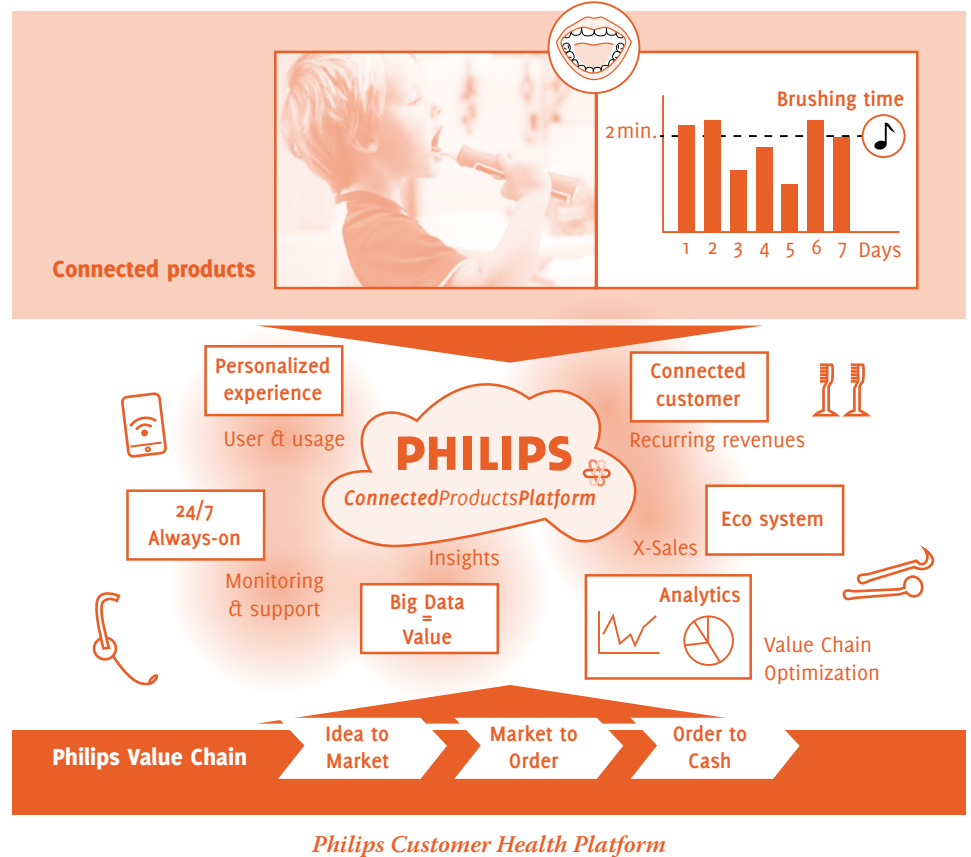 Brushing time
2 min.
1 2 3 4 5 6 7 Days
Connected products
Personalized
experience
User & usage
Connected
customer
Recurring revenues
PHILIPS
ConnectedProductsPlatform
24/7
Always-on
Monitoring
& support
Insights
Big Data
=
Value
Eco system
X-Sales
Analytics
Value Chain
Optimization
Philips Value Chain
Idea to
Market
Market to
Order
Order to
Cash
Philips Customer Health Platform